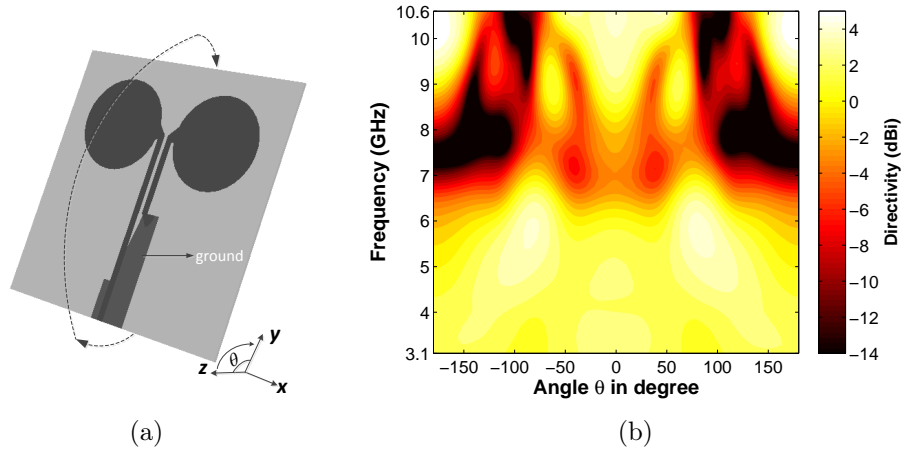 ground
y
θ
z
x
(a)
Frequency (GHz)
10.6
10
9
8
7
6
5
4
3.1
−150 −100 −50 0 50 100 150
Angle θ in degree
4
2
0
−2
−4
−6
−8
−10
−12
−14
Directivity (dBi)
(b)